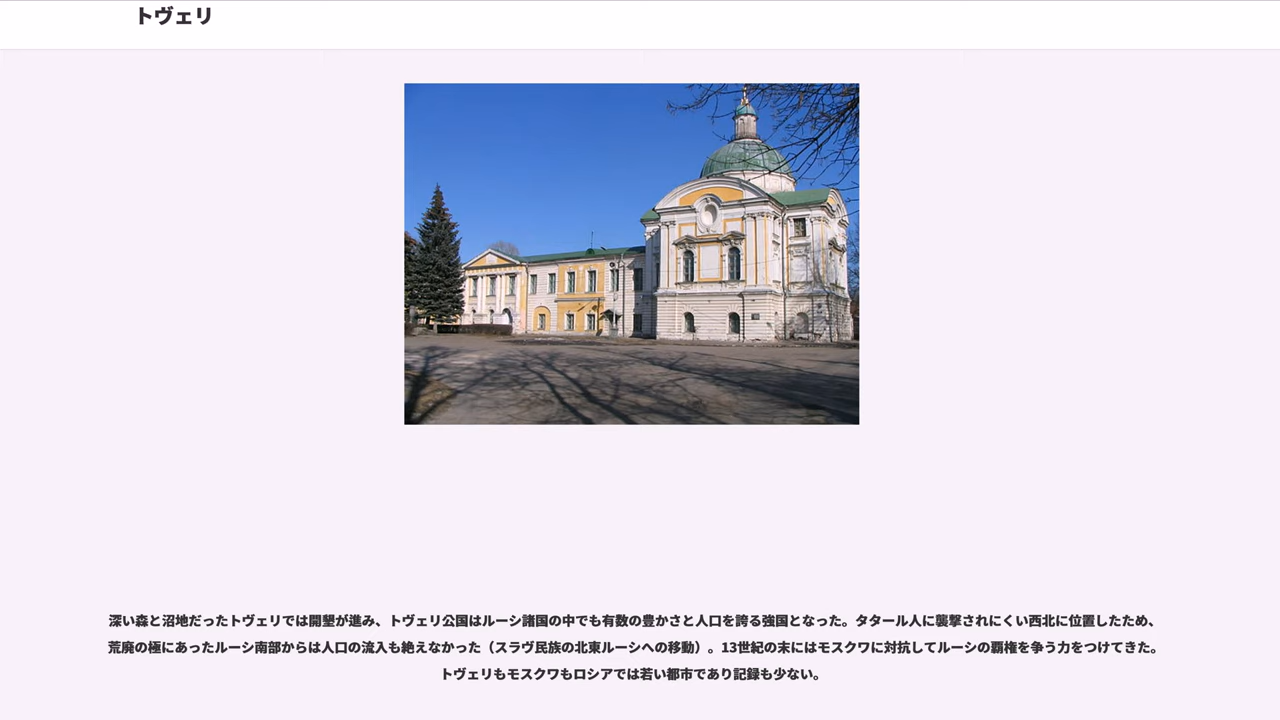 トヴェリ
深い森と沼地だったトヴェリでは開墾が進み、トヴェリ公国はルーシ諸国の中でも有数の豊かさと人口を誇る強国となった。タタール人に襲撃されにくい西北に位置したため、
荒廃の極にあったルーシ南部からは人口の流入も絶えなかった（スラヴ民族の北東ルーシへの移動）。13世紀の末にはモスクワに対抗してルーシの覇権を争う力をつけてきた。
トヴェリもモスクワもロシアでは若い都市であり記録も少ない。